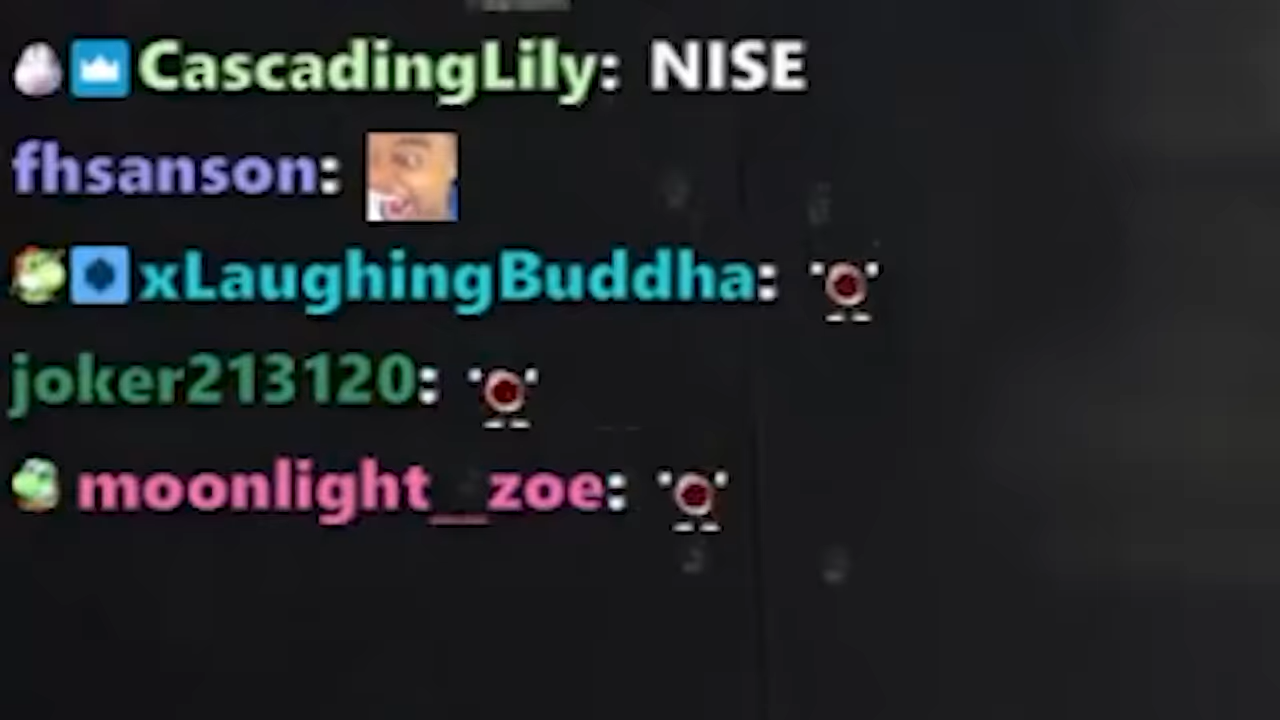 CascadingLily: NISE
fhsanson:
xLaughingBuddha:
joker213120:
moonlight__zoe: